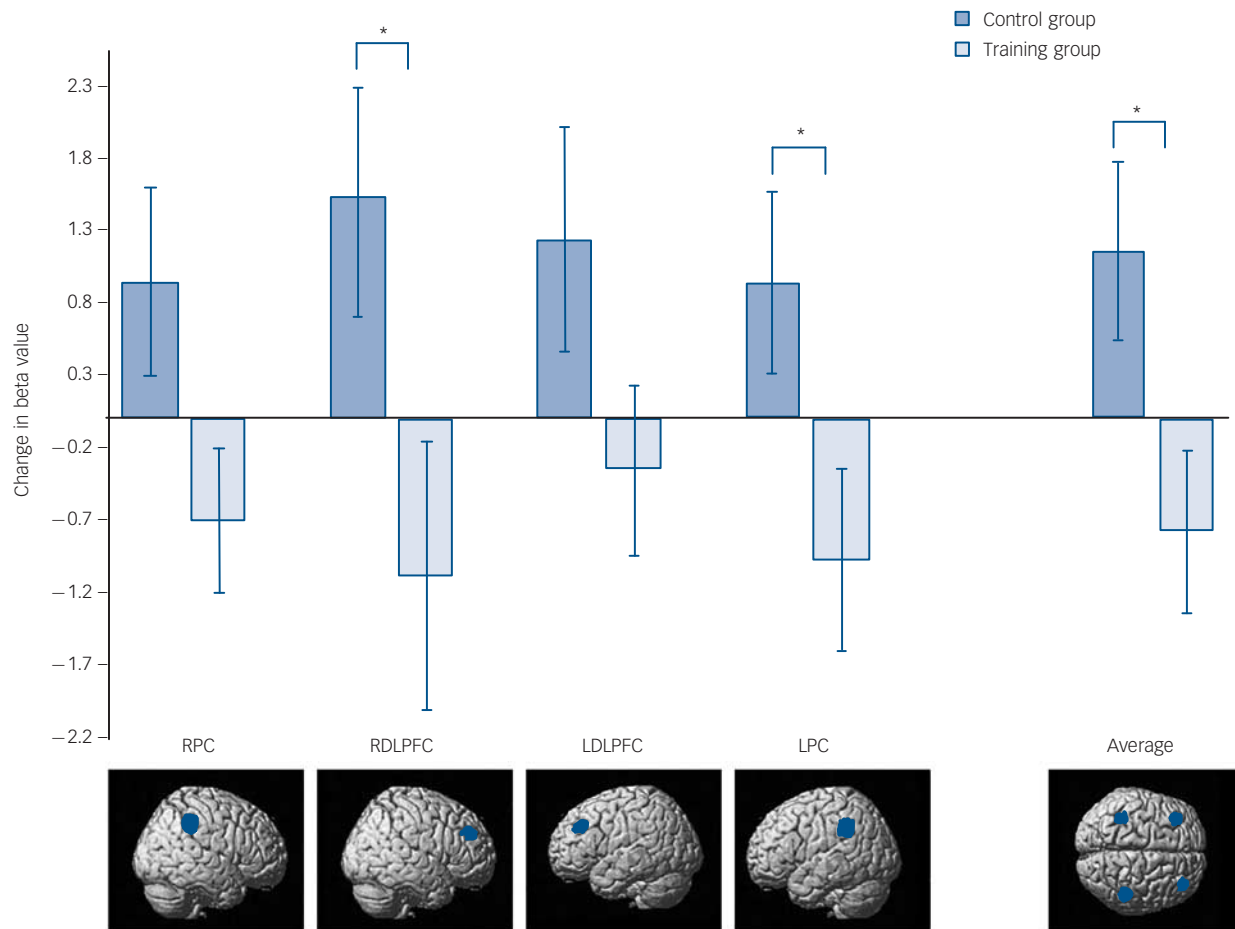 Control group
Training group
*
*
*
2.3
1.8
1.3
0.8
0.3
−0.2
−0.7
−1.2
−1.7
−2.2
Change in beta value
RPC
RDLPFC
LDLPFC
LPC
Average